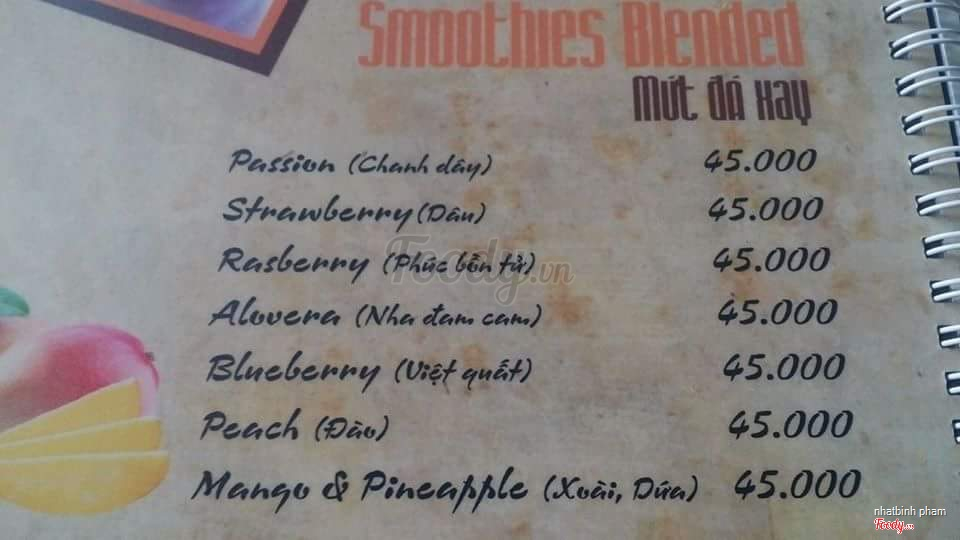 Smoothies Blended
Mứt đá xay
Passion (Chanh dây) 45.000
Strawberry (Dâu) 45.000
Rasberry (Phúc bồn tử) 45.000
Foody.vn
Alovera (Nha đam cam) 45.000
Blueberry (Việt quất) 45.000
Peach (Đào) 45.000
Mango & Pineapple (Xoài, Dứa) 45.000
nhatbinh pham
Foody.vn